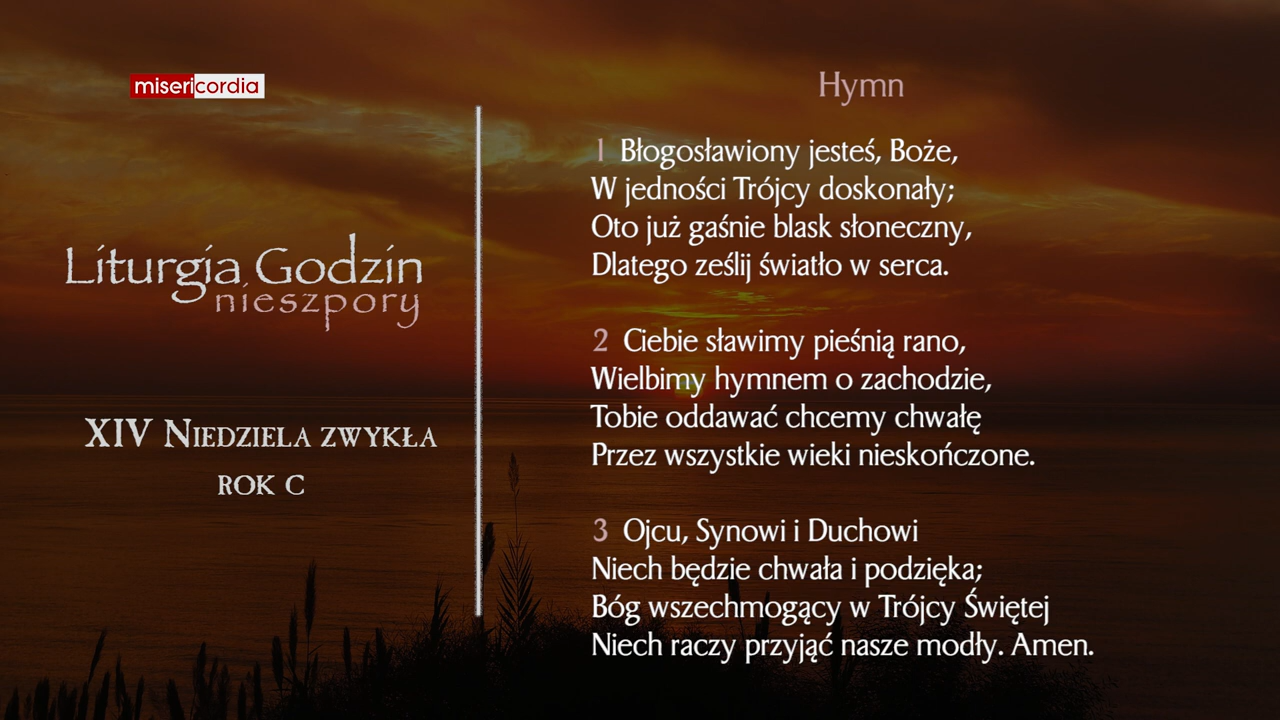 misericordia
Liturgia Godzin
nieszpory
XIV Niedziela zwykła
rok C
Hymn
1 Błogosławiony jesteś, Boże,
W jedności Trójcy doskonały;
Oto już gaśnie blask słoneczny,
Dlatego ześlij światło w serca.
2 Ciebie sławimy pieśnią rano,
Wielbimy hymnem o zachodzie,
Tobie oddawać chcemy chwałę
Przez wszystkie wieki nieskończone.
3 Ojcu, Synowi i Duchowi
Niech będzie chwała i podzięka;
Bóg wszechmogący w Trójcy Świętej
Niech raczy przyjąć nasze modły. Amen.